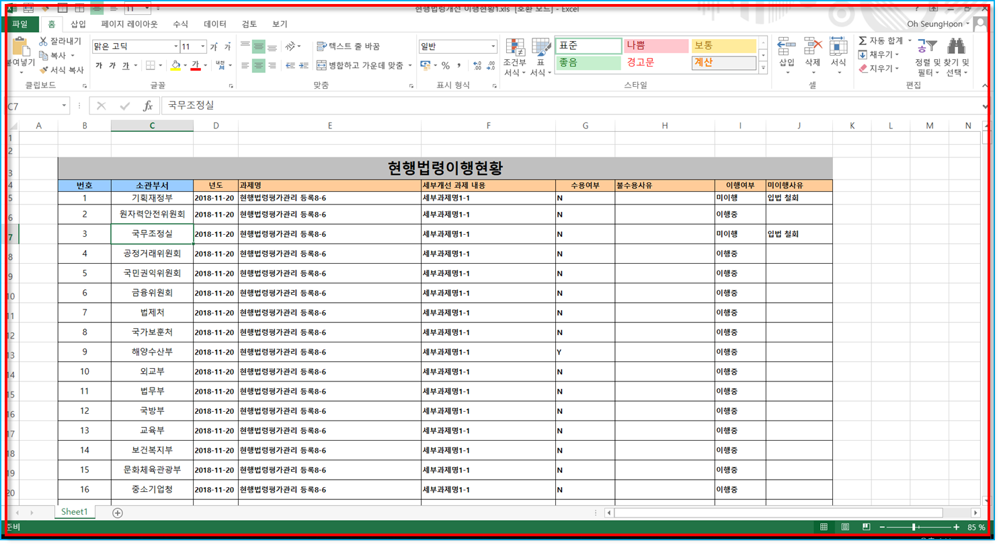 현행법령개선 이행현황1.xls [호환 모드] - Excel
파일 홈 삽입 페이지 레이아웃 수식 데이터 검토 보기 Oh SeungHoon
잘라내기 복사 서식 복사 클립보드
맑은 고딕 11 가 가 가 가 가 가 내천 글꼴
텍스트 줄 바꿈 병합하고 가운데 맞춤 맞춤
일반 % , 표시 형식
조건부 서식 표 서식 표준 나쁨 보통 좋음 경고문 계산 스타일
삽입 삭제 서식 셀
자동 합계 채우기 지우기 정렬 및 필터 찾기 및 선택 편집
C7 fx 국무조정실
A B C D E F G H I J K L M N
1
2
3 현행법령이행현황
4 번호 소관부서 년도 과제명 세부개선 과제 내용 수용여부 불수용사유 이행여부 미이행사유
5 1 기획재정부 2018-11-20 현행법령평가관리 등록8-6 세부과제명1-1 N 미이행 입법 철회
6 2 원자력안전위원회 2018-11-20 현행법령평가관리 등록8-6 세부과제명1-1 N 이행중
7 3 국무조정실 2018-11-20 현행법령평가관리 등록8-6 세부과제명1-1 N 미이행 입법 철회
8 4 공정거래위원회 2018-11-20 현행법령평가관리 등록8-6 세부과제명1-1 N 이행중
9 5 국민권익위원회 2018-11-20 현행법령평가관리 등록8-6 세부과제명1-1 N 이행중
10 6 금융위원회 2018-11-20 현행법령평가관리 등록8-6 세부과제명1-1 N 이행중
11 7 법제처 2018-11-20 현행법령평가관리 등록8-6 세부과제명1-1 N 이행중
12 8 국가보훈처 2018-11-20 현행법령평가관리 등록8-6 세부과제명1-1 N 이행중
13 9 해양수산부 2018-11-20 현행법령평가관리 등록8-6 세부과제명1-1 Y 이행중
14 10 외교부 2018-11-20 현행법령평가관리 등록8-6 세부과제명1-1 N 이행중
15 11 법무부 2018-11-20 현행법령평가관리 등록8-6 세부과제명1-1 N 이행중
16 12 국방부 2018-11-20 현행법령평가관리 등록8-6 세부과제명1-1 N 이행중
17 13 교육부 2018-11-20 현행법령평가관리 등록8-6 세부과제명1-1 N 이행중
18 14 보건복지부 2018-11-20 현행법령평가관리 등록8-6 세부과제명1-1 N 이행중
19 15 문화체육관광부 2018-11-20 현행법령평가관리 등록8-6 세부과제명1-1 N 이행중
20 16 중소기업청 2018-11-20 현행법령평가관리 등록8-6 세부과제명1-1 N 이행중
Sheet1
준비 85 %